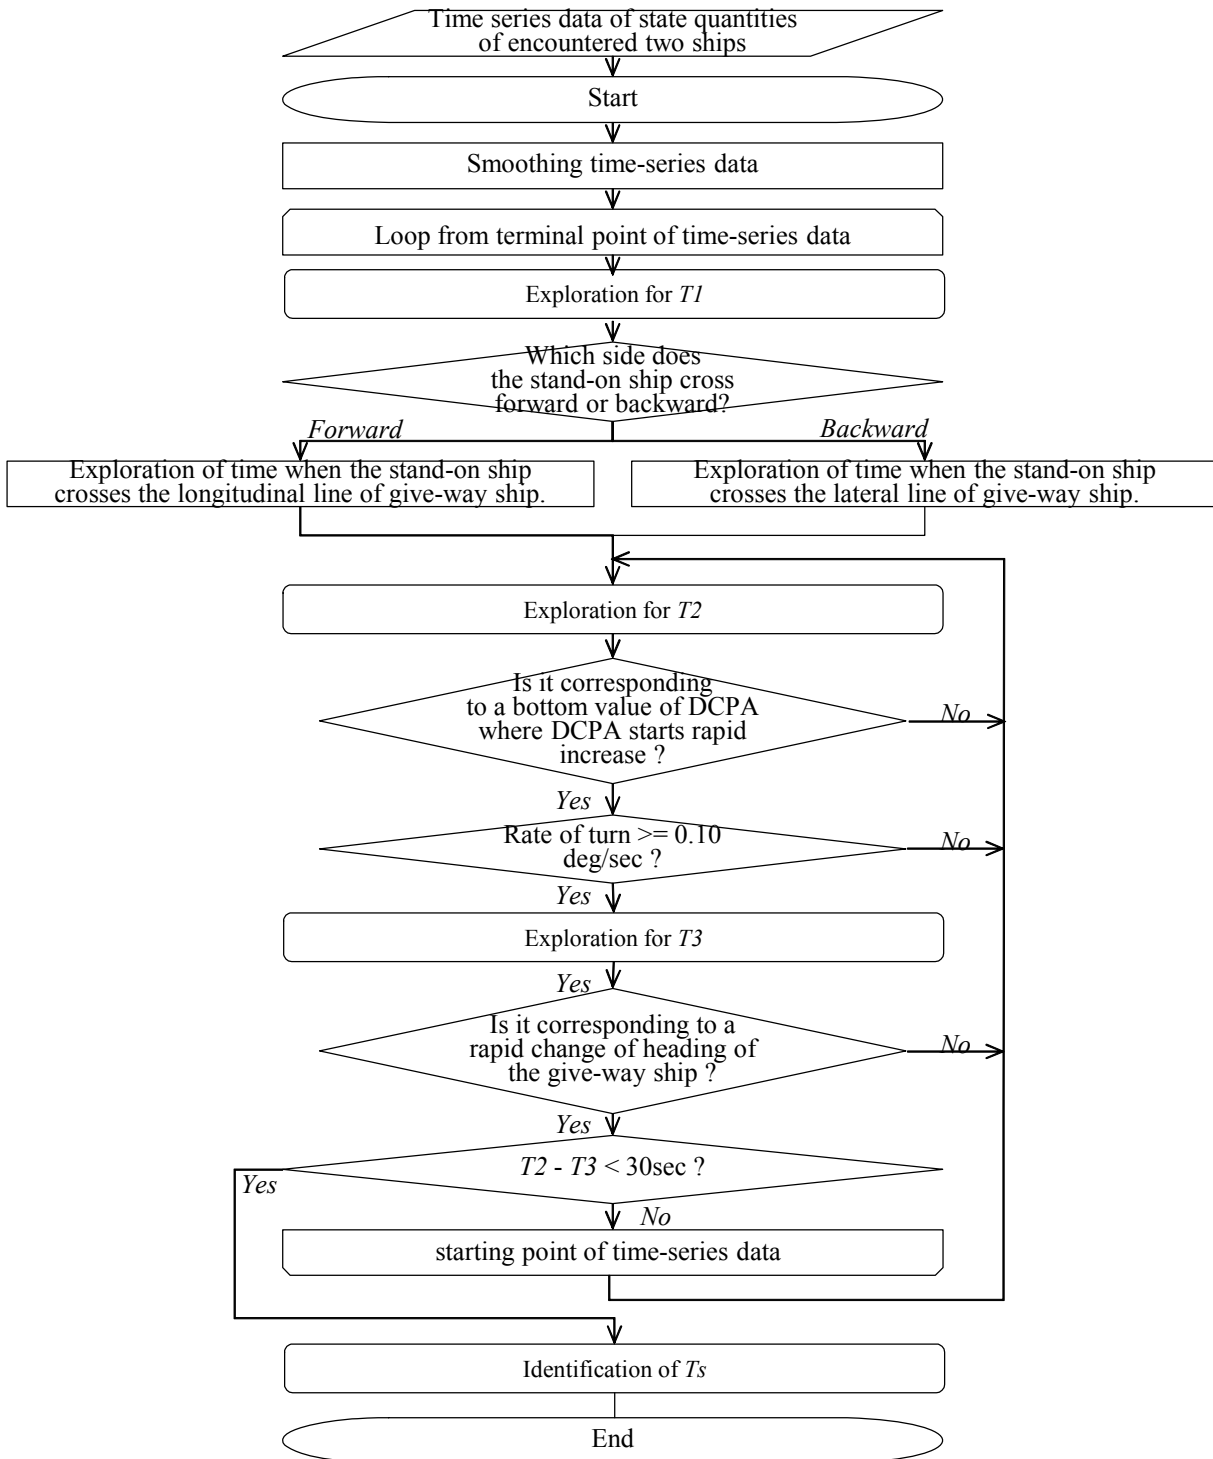 Time series data of state quantities
of encountered two ships
Start
Smoothing time-series data
Loop from terminal point of time-series data
Exploration for T1
Which side does
the stand-on ship cross
forward or backward?
Forward
Backward
Exploration of time when the stand-on ship
crosses the longitudinal line of give-way ship.
Exploration of time when the stand-on ship
crosses the lateral line of give-way ship.
Exploration for T2
Is it corresponding
to a bottom value of DCPA
where DCPA starts rapid
increase ?
No
Yes
Rate of turn >= 0.10
deg/sec ?
No
Yes
Exploration for T3
Yes
Is it corresponding to a
rapid change of heading of
the give-way ship ?
No
Yes
T2 - T3 < 30sec ?
Yes
No
starting point of time-series data
Identification of Ts
End